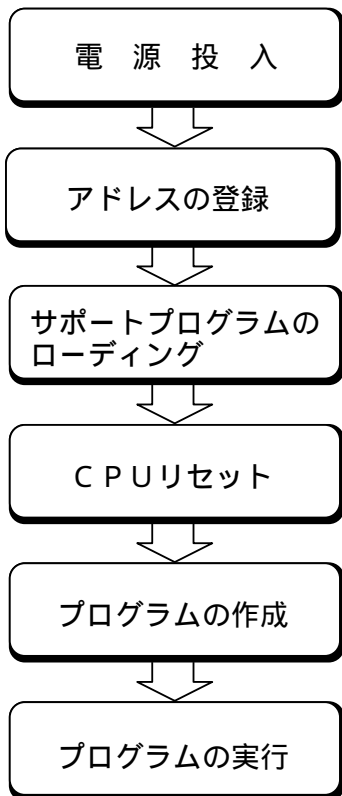 電 源 投 入
アドレスの登録
サポートプログラムの
ローディング
ＣＰＵリセット
プログラムの作成
プログラムの実行